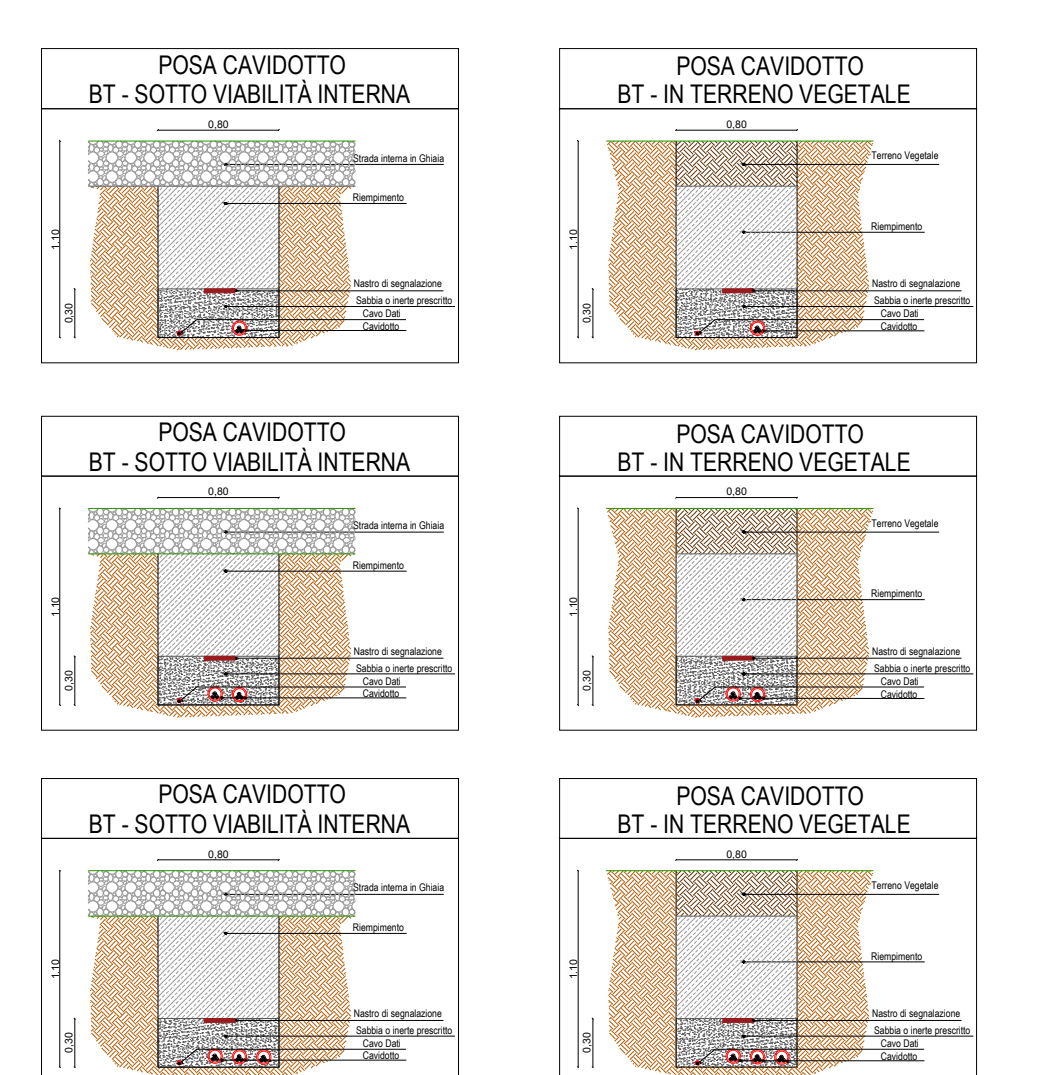 POSA CAVIDOTTO
BT - SOTTO VIABILITÀ INTERNA
0,80
Strada interna in Ghiaia
Riempimento
1,10
Nastro di segnalazione
Sabbia o inerte prescritto
0,30
Cavo Dati
Cavidotto
POSA CAVIDOTTO
BT - IN TERRENO VEGETALE
0,80
Terreno Vegetale
Riempimento
1,10
Nastro di segnalazione
Sabbia o inerte prescritto
0,30
Cavo Dati
Cavidotto
POSA CAVIDOTTO
BT - SOTTO VIABILITÀ INTERNA
0,80
Strada interna in Ghiaia
Riempimento
1,10
Nastro di segnalazione
Sabbia o inerte prescritto
0,30
Cavo Dati
Cavidotto
POSA CAVIDOTTO
BT - IN TERRENO VEGETALE
0,80
Terreno Vegetale
Riempimento
1,10
Nastro di segnalazione
Sabbia o inerte prescritto
0,30
Cavo Dati
Cavidotto
POSA CAVIDOTTO
BT - SOTTO VIABILITÀ INTERNA
0,80
Strada interna in Ghiaia
Riempimento
1,10
Nastro di segnalazione
Sabbia o inerte prescritto
0,30
Cavo Dati
Cavidotto
POSA CAVIDOTTO
BT - IN TERRENO VEGETALE
0,80
Terreno Vegetale
Riempimento
1,10
Nastro di segnalazione
Sabbia o inerte prescritto
0,30
Cavo Dati
Cavidotto